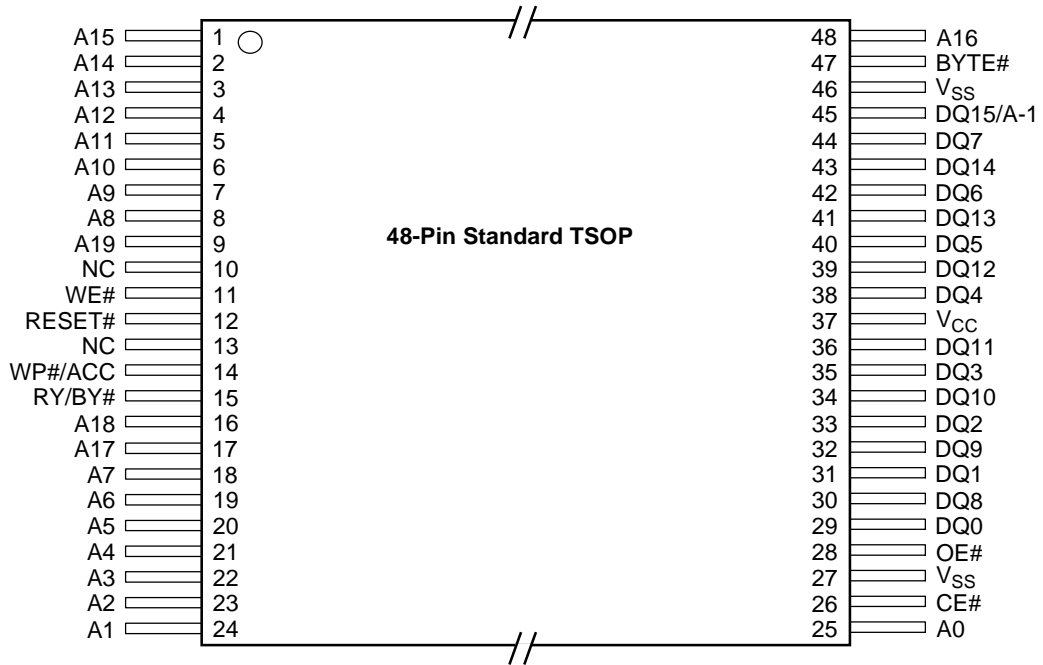 A15 1 48 A16
A14 2 47 BYTE#
A13 3 46 VSS
A12 4 45 DQ15/A-1
A11 5 44 DQ7
A10 6 43 DQ14
A9 7 42 DQ6
A8 8 41 DQ13
48-Pin Standard TSOP
A19 9 40 DQ5
NC 10 39 DQ12
WE# 11 38 DQ4
RESET# 12 37 VCC
NC 13 36 DQ11
WP#/ACC 14 35 DQ3
RY/BY# 15 34 DQ10
A18 16 33 DQ2
A17 17 32 DQ9
A7 18 31 DQ1
A6 19 30 DQ8
A5 20 29 DQ0
A4 21 28 OE#
A3 22 27 VSS
A2 23 26 CE#
A1 24 25 A0